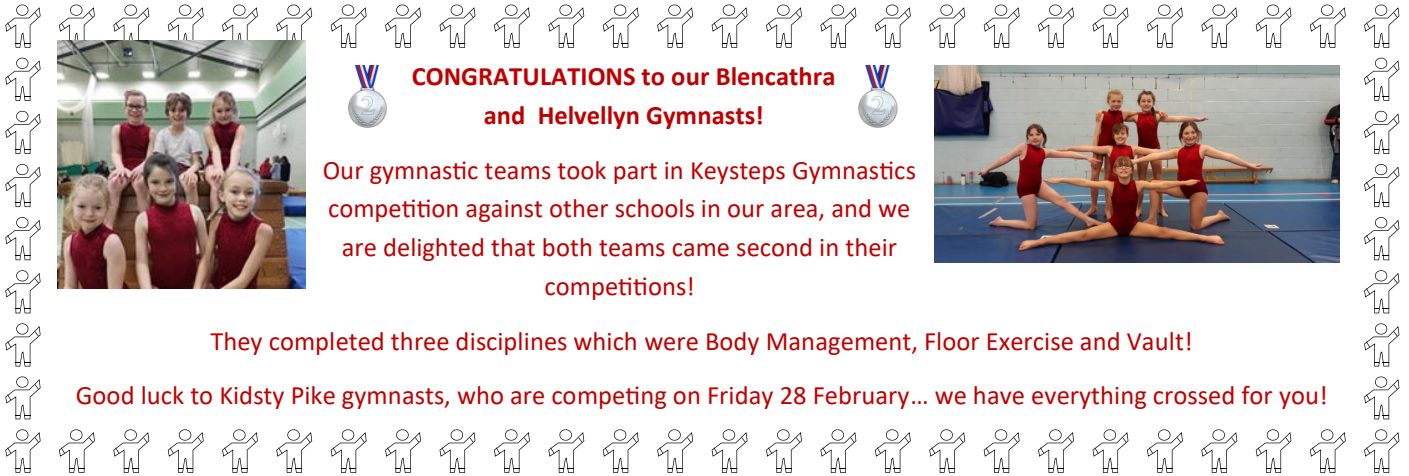 CONGRATULATIONS to our Blencathra
and Helvellyn Gymnasts!
2
2
Our gymnastic teams took part in Keysteps Gymnastics
competition against other schools in our area, and we
are delighted that both teams came second in their
competitions!
They completed three disciplines which were Body Management, Floor Exercise and Vault!
Good luck to Kidsty Pike gymnasts, who are competing on Friday 28 February… we have everything crossed for you!